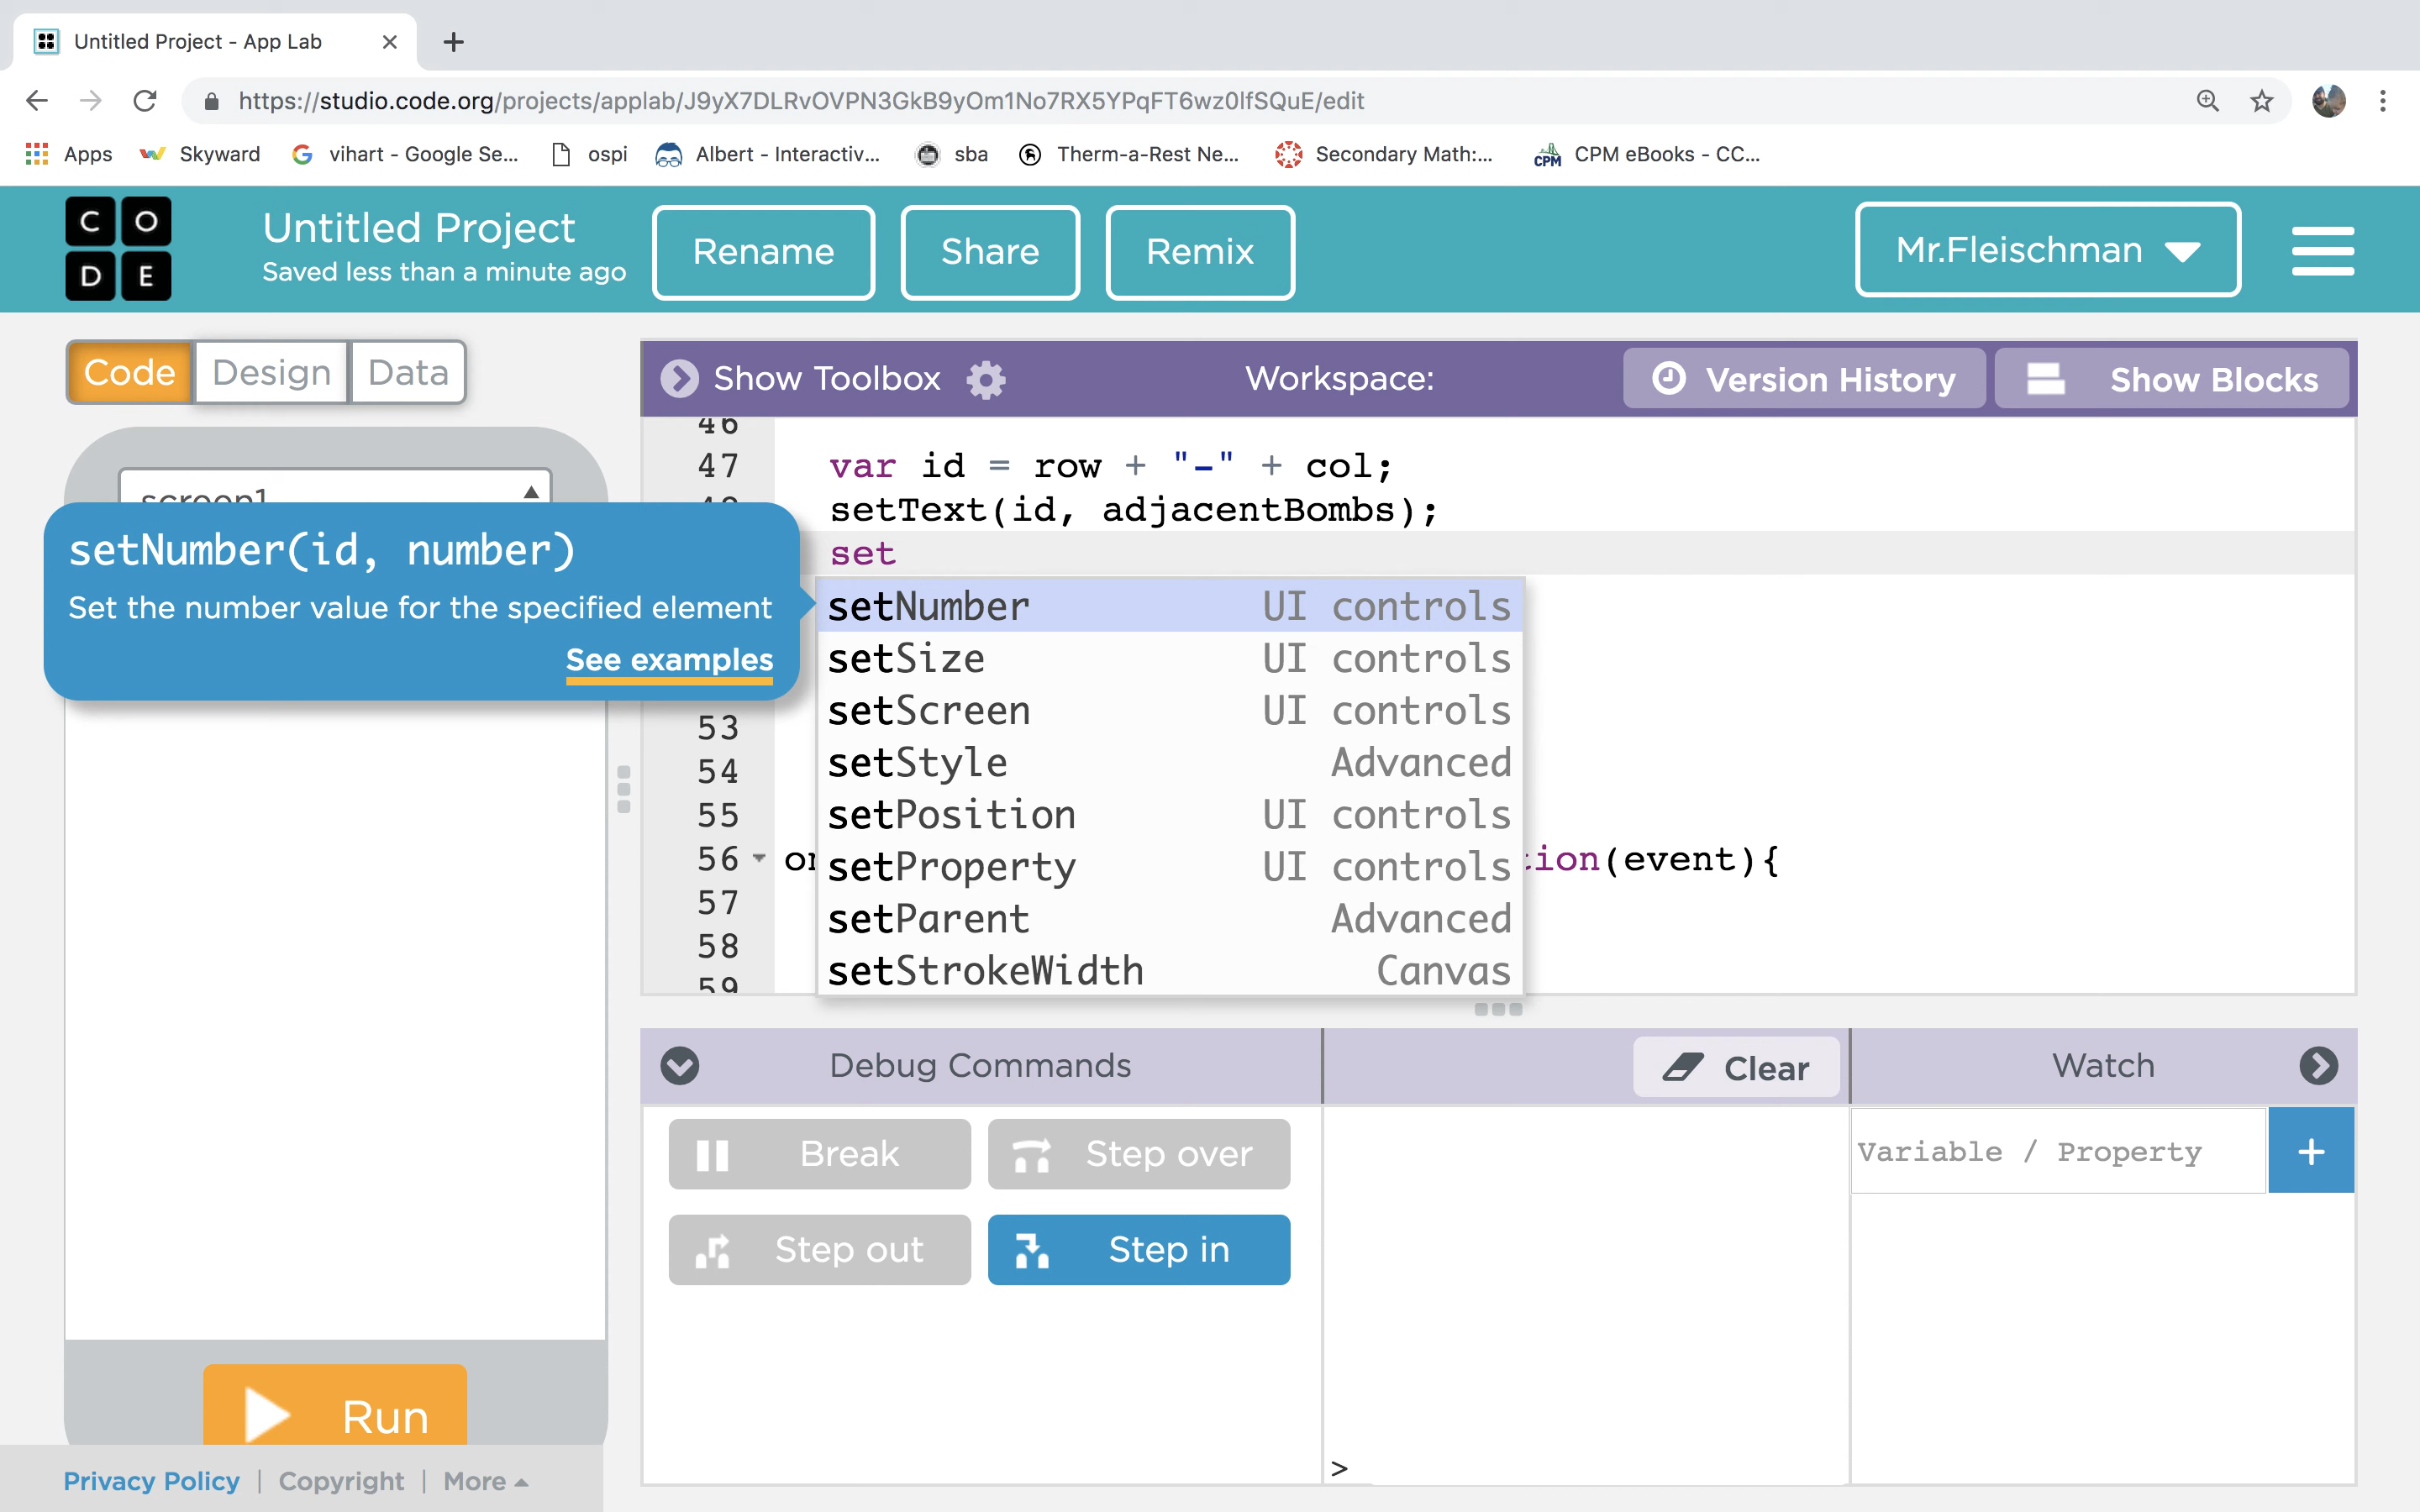 Untitled Project - App Lab
https://studio.code.org/projects/applab/J9yX7DLRvOVPN3GkB9yOm1No7RX5YPqFT6wz0lfSQuE/edit
Apps Skyward vihart - Google Se... ospi Albert - Interactiv... sba Therm-a-Rest Ne... Secondary Math:... CPM CPM eBooks - CC...
C O
D E
Untitled Project
Saved less than a minute ago
Rename Share Remix
Mr.Fleischman
Code Design Data
Show Toolbox Workspace: Version History Show Blocks
screen1
46
47 var id = row + "-" + col;
setText(id, adjacentBombs);
set
setNumber(id, number)
Set the number value for the specified element
See examples
setNumber UI controls
setSize UI controls
setScreen UI controls
setStyle Advanced
setPosition UI controls
setProperty UI controls
setParent Advanced
setStrokeWidth Canvas
53
54
55
56 tion(event){
57
58
59
Debug Commands Clear Watch
Break Step over
Step out Step in
Variable / Property +
>
Run
Privacy Policy | Copyright | More